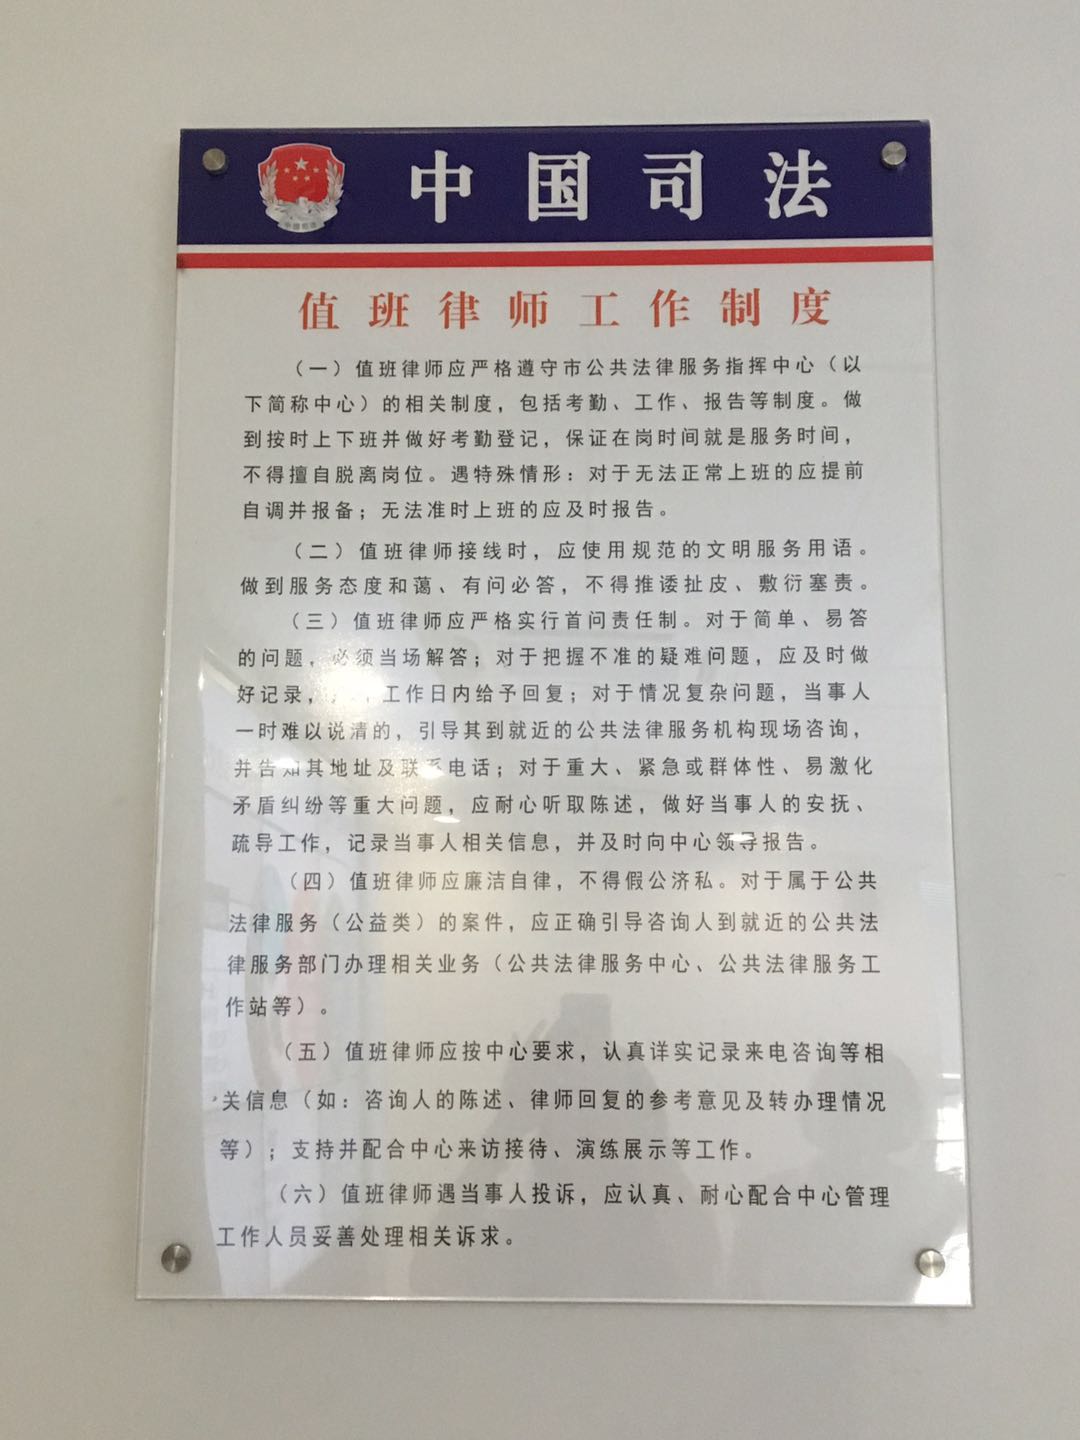 中国司法
中国司法
值班律师工作制度
（一）值班律师应严格遵守市公共法律服务指挥中心（以
下简称中心）的相关制度，包括考勤、工作、报告等制度。做
到按时上下班并做好考勤登记，保证在岗时间就是服务时间，
不得擅自脱离岗位。遇特殊情形：对于无法正常上班的应提前
自调并报备；无法准时上班的应及时报告。
（二）值班律师接线时，应使用规范的文明服务用语。
做到服务态度和蔼、有问必答，不得推诿扯皮、敷衍塞责。
（三）值班律师应严格实行首问责任制。对于简单、易答
的问题，必须当场解答；对于把握不准的疑难问题，应及时做
好记录，工作日内给予回复；对于情况复杂问题，当事人
一时难以说清的，引导其到就近的公共法律服务机构现场咨询，
并告知其地址及联系电话；对于重大、紧急或群体性、易激化
矛盾纠纷等重大问题，应耐心听取陈述，做好当事人的安抚、
疏导工作，记录当事人相关信息，并及时向中心领导报告。
（四）值班律师应廉洁自律，不得假公济私。对于属于公共
法律服务（公益类）的案件，应正确引导咨询人到就近的公共法
律服务部门办理相关业务（公共法律服务中心、公共法律服务工
作站等）。
（五）值班律师应按中心要求，认真详实记录来电咨询等相
关信息（如：咨询人的陈述、律师回复的参考意见及转办理情况
等）；支持并配合中心来访接待、演练展示等工作。
（六）值班律师遇当事人投诉，应认真、耐心配合中心管理
工作人员妥善处理相关诉求。